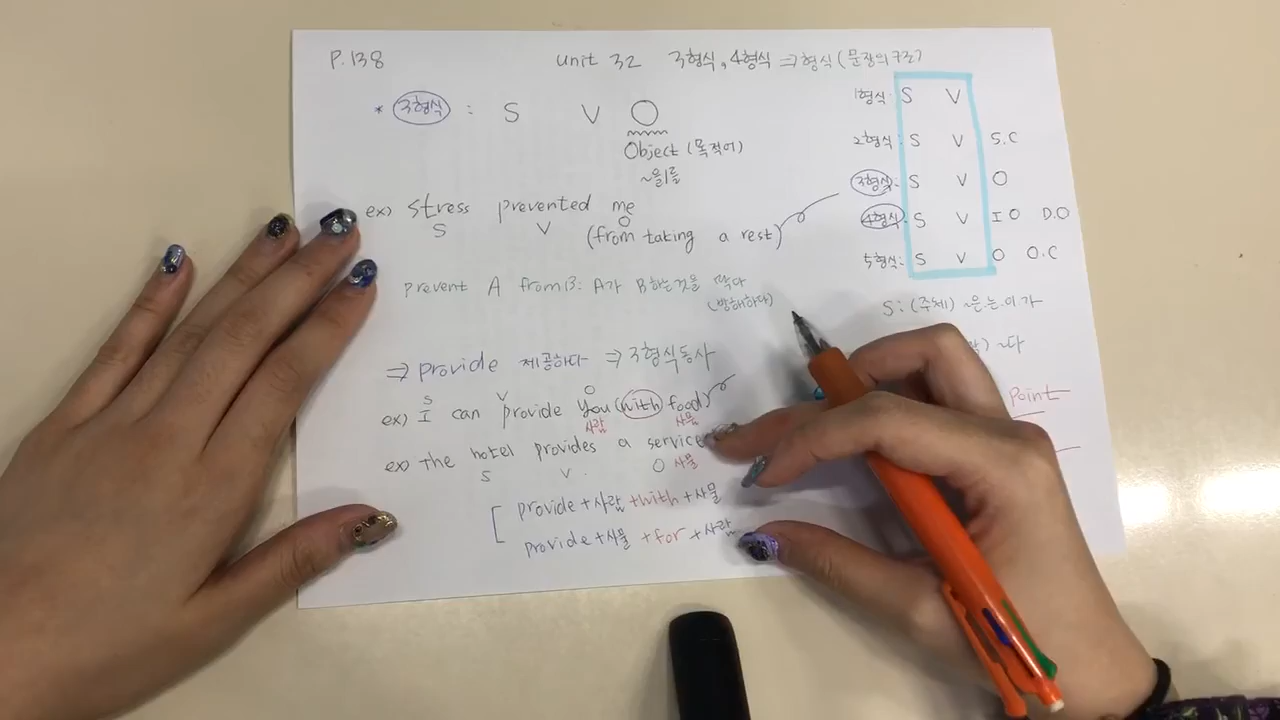 P.138
unit 32 3형식, 4형식 ⇒ 형식 (문장의 구조)
* 3형식 : S V O
Object (목적어)
~을/를
ex) stress prevented me
S V O
(from taking a rest)
prevent A from B : A가 B하는것을 막다
(방해하다)
⇒ provide 제공하다 ⇒ 3형식동사
S V O
ex) I can provide you (with food)
사람 사물
ex) the hotel provides a service
S V O 사물
provide + 사람 + with + 사물
provide + 사물 + for + 사람
1형식: S V
2형식: S V S.C
3형식: S V O
4형식: S V I O D.O
5형식: S V O O.C
S: (주체) ~은.는.이 가
) ~다
Point